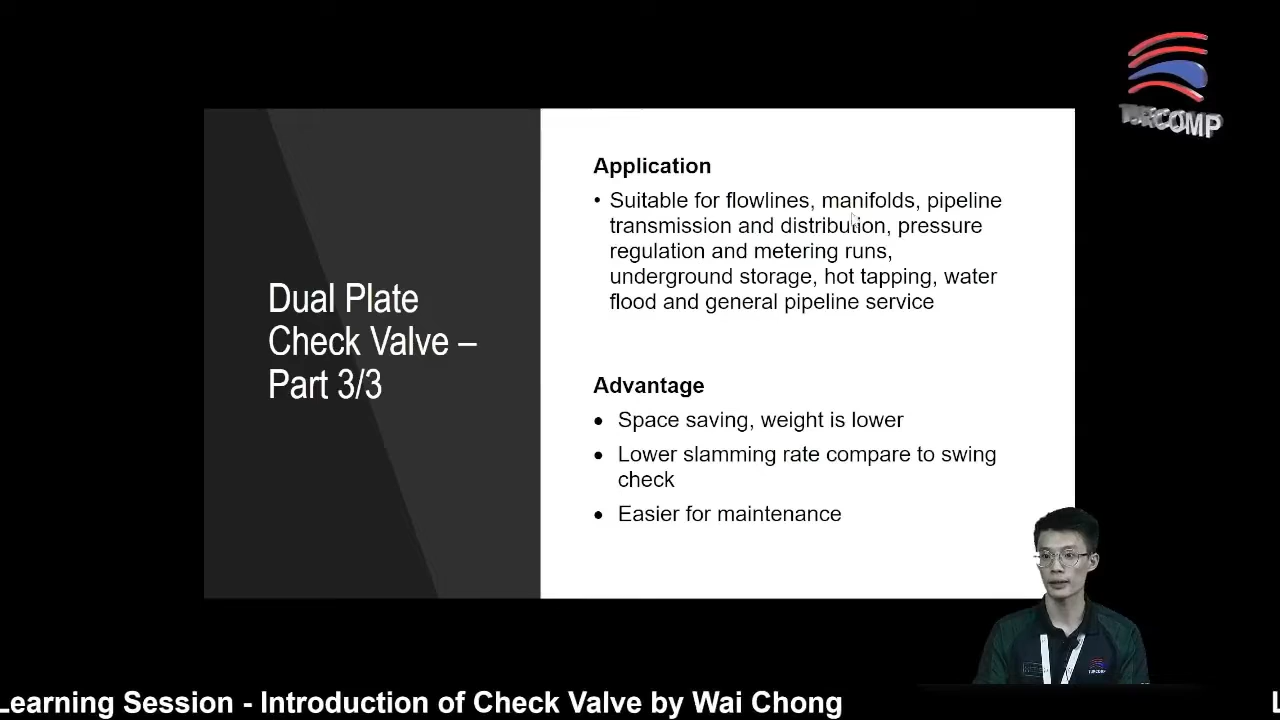 TURCOMP
Application
• Suitable for flowlines, manifolds, pipeline
transmission and distribution, pressure
regulation and metering runs,
underground storage, hot tapping, water
flood and general pipeline service
Dual Plate
Check Valve –
Part 3/3
Advantage
• Space saving, weight is lower
• Lower slamming rate compare to swing
check
• Easier for maintenance
TURCOMP
Learning Session - Introduction of Check Valve by Wai Chong